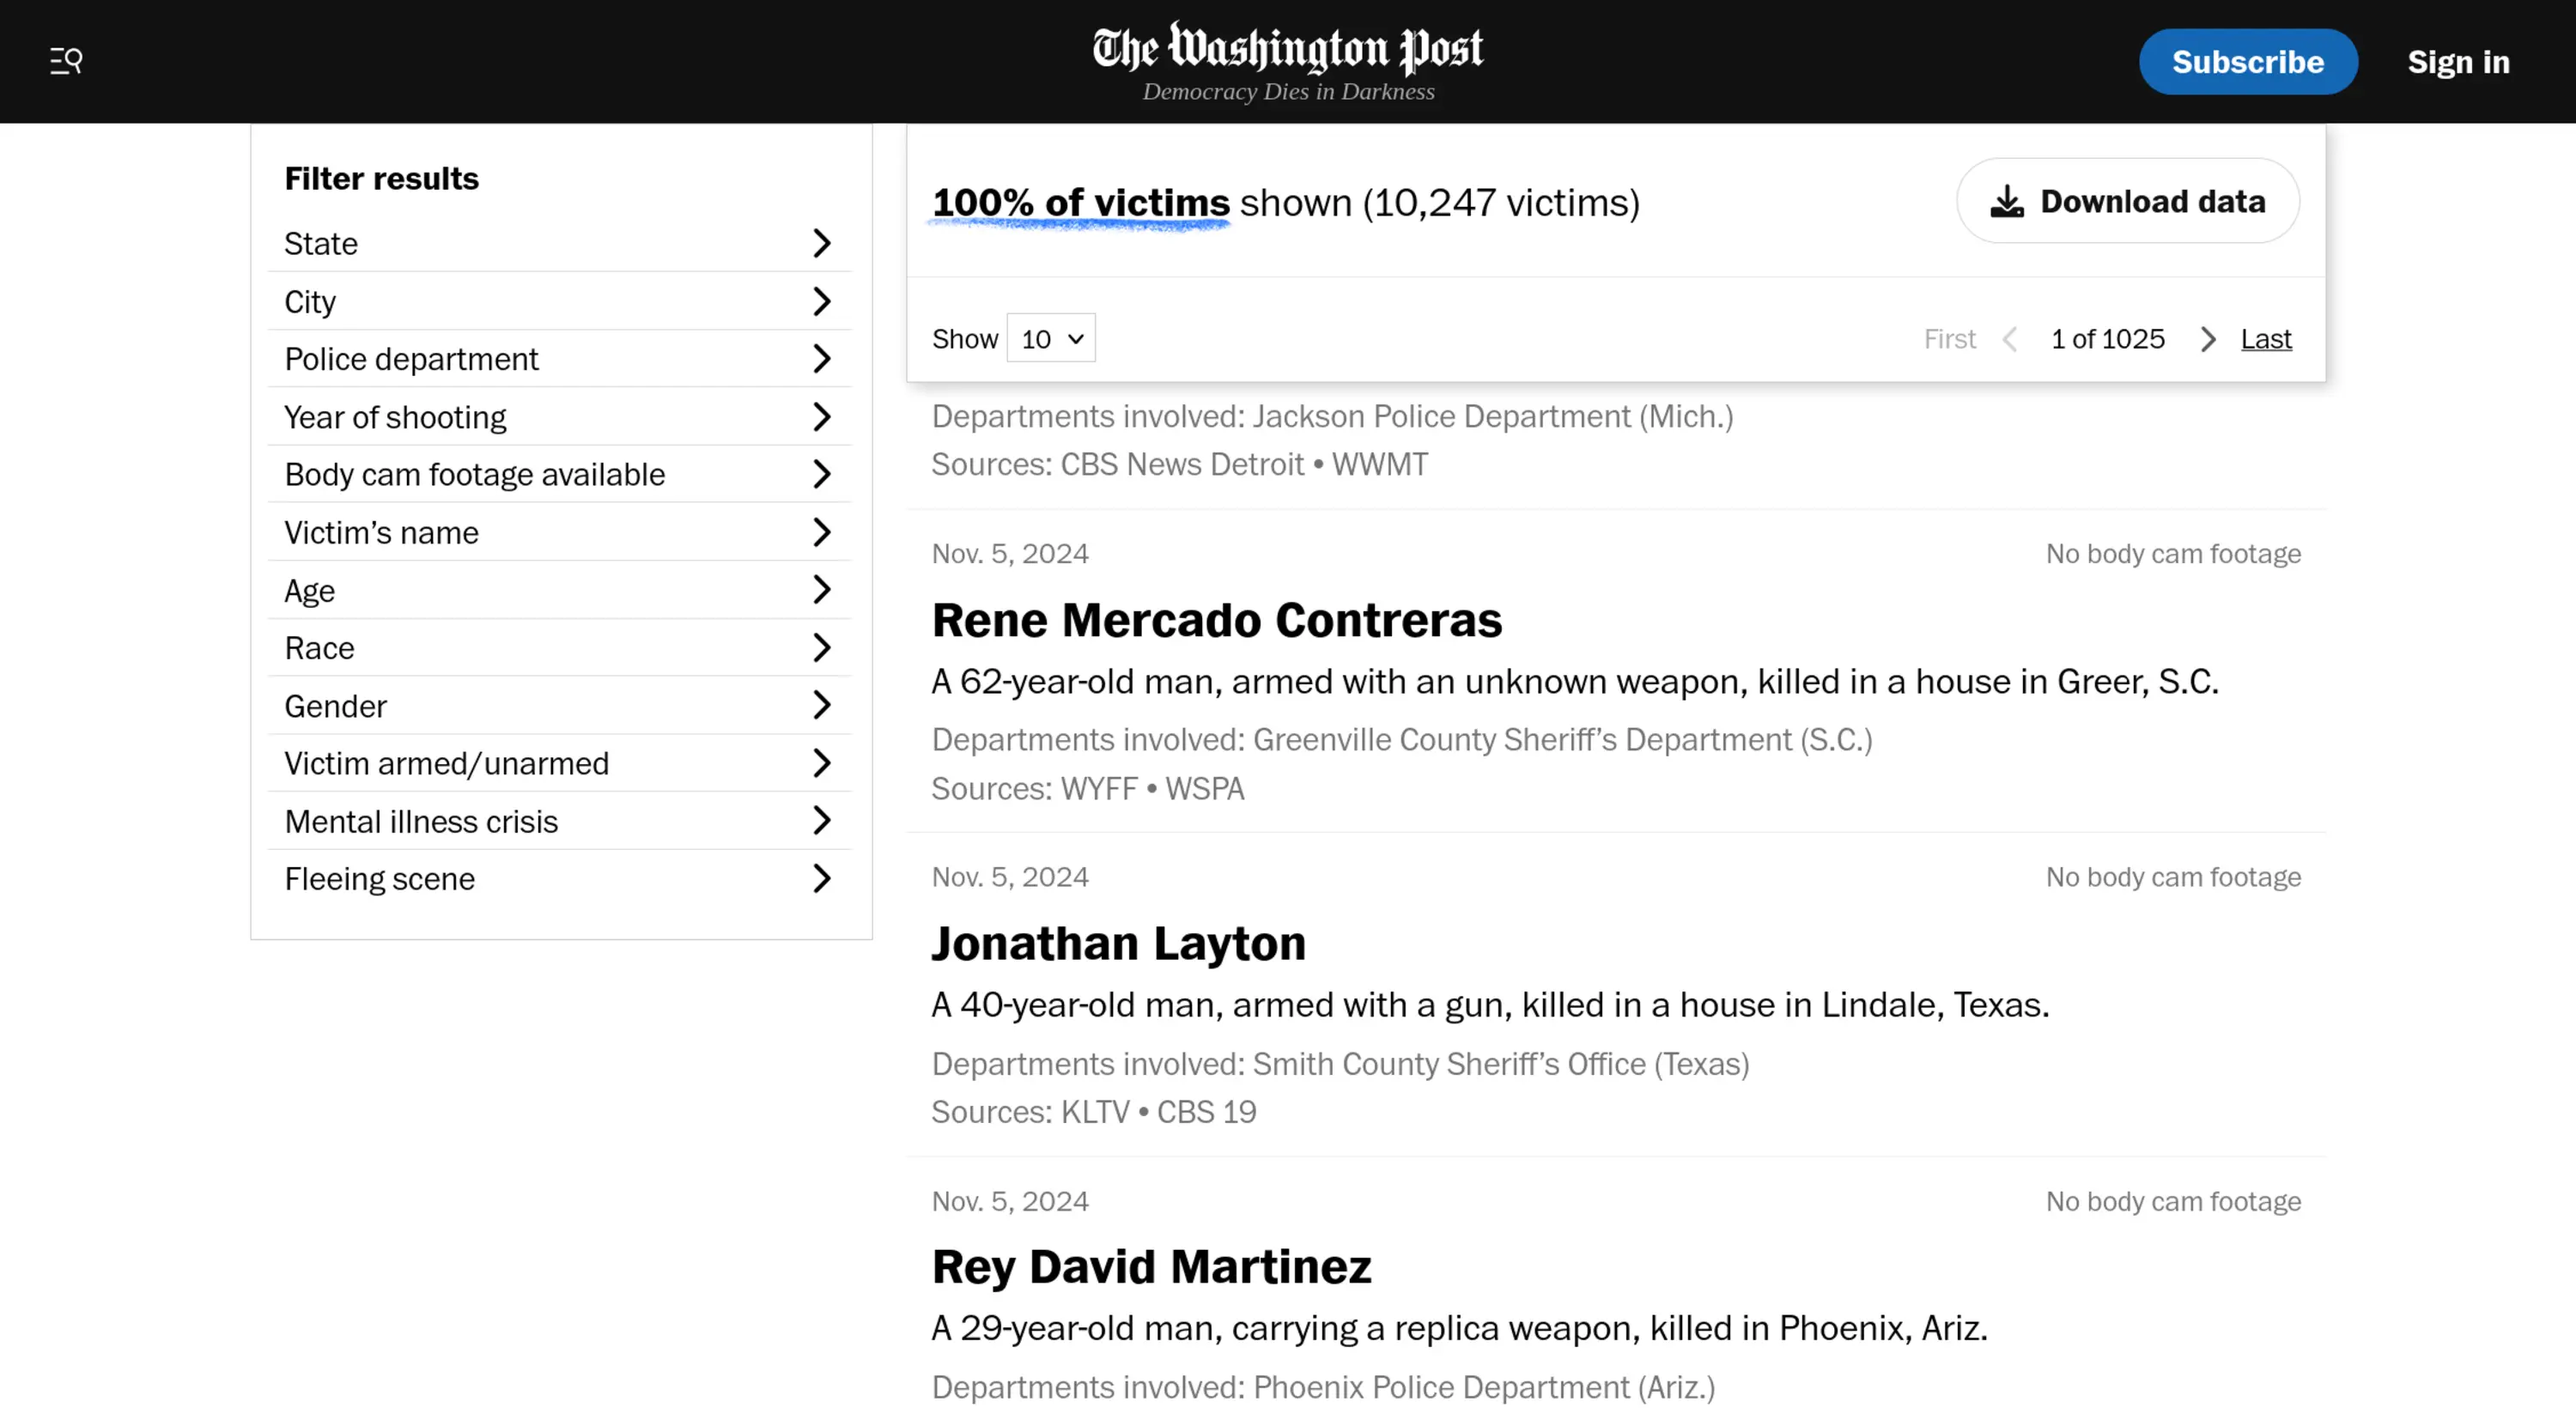 The Washington Post
Democracy Dies in Darkness
Subscribe
Sign in
Filter results
State
City
Police department
Year of shooting
Body cam footage available
Victim’s name
Age
Race
Gender
Victim armed/unarmed
Mental illness crisis
Fleeing scene
100% of victims shown (10,247 victims)
Download data
Show 10
First 1 of 1025 Last
Departments involved: Jackson Police Department (Mich.)
Sources: CBS News Detroit • WWMT
Nov. 5, 2024
No body cam footage
Rene Mercado Contreras
A 62-year-old man, armed with an unknown weapon, killed in a house in Greer, S.C.
Departments involved: Greenville County Sheriff’s Department (S.C.)
Sources: WYFF • WSPA
Nov. 5, 2024
No body cam footage
Jonathan Layton
A 40-year-old man, armed with a gun, killed in a house in Lindale, Texas.
Departments involved: Smith County Sheriff’s Office (Texas)
Sources: KLTV • CBS 19
Nov. 5, 2024
No body cam footage
Rey David Martinez
A 29-year-old man, carrying a replica weapon, killed in Phoenix, Ariz.
Departments involved: Phoenix Police Department (Ariz.)